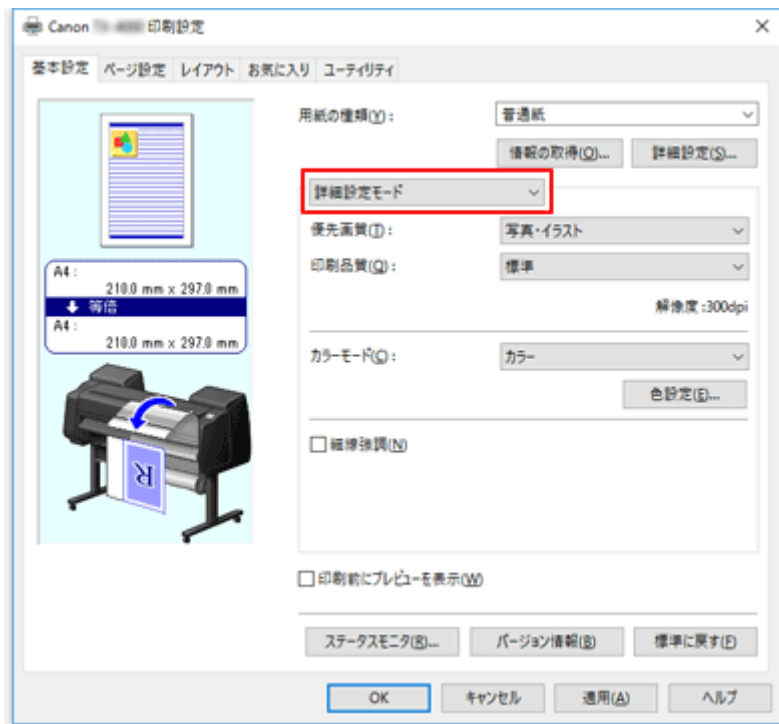 Canon 印刷設定
基本設定 ページ設定 レイアウト お気に入り ユーティリティ
用紙の種類(Y): 普通紙
情報の取得(O)... 詳細設定(S)...
詳細設定モード
優先画質(T): 写真・イラスト
印刷品質(Q): 標準
解像度:300dpi
カラーモード(C): カラー
色設定(E)...
細線強調(N)
A4:
210.0 mm x 297.0 mm
等倍
A4:
210.0 mm x 297.0 mm
R
印刷前にプレビューを表示(W)
ステータスモニタ(R)... バージョン情報(B) 標準に戻す(F)
OK キャンセル 適用(A) ヘルプ